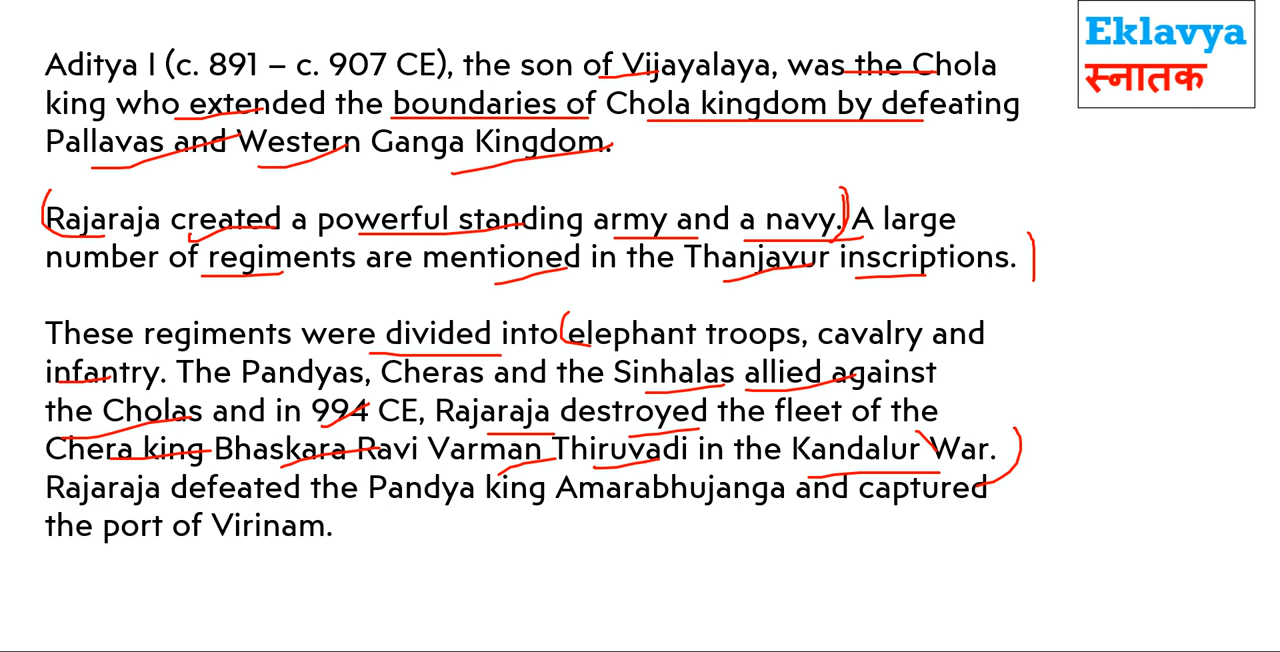 Eklavya
स्नातक
Aditya I (c. 891 – c. 907 CE), the son of Vijayalaya, was the Chola
king who extended the boundaries of Chola kingdom by defeating
Pallavas and Western Ganga Kingdom.
Rajaraja created a powerful standing army and a navy. A large
number of regiments are mentioned in the Thanjavur inscriptions.
These regiments were divided into elephant troops, cavalry and
infantry. The Pandyas, Cheras and the Sinhalas allied against
the Cholas and in 994 CE, Rajaraja destroyed the fleet of the
Chera king Bhaskara Ravi Varman Thiruvadi in the Kandalur War.
Rajaraja defeated the Pandya king Amarabhujanga and captured
the port of Virinam.